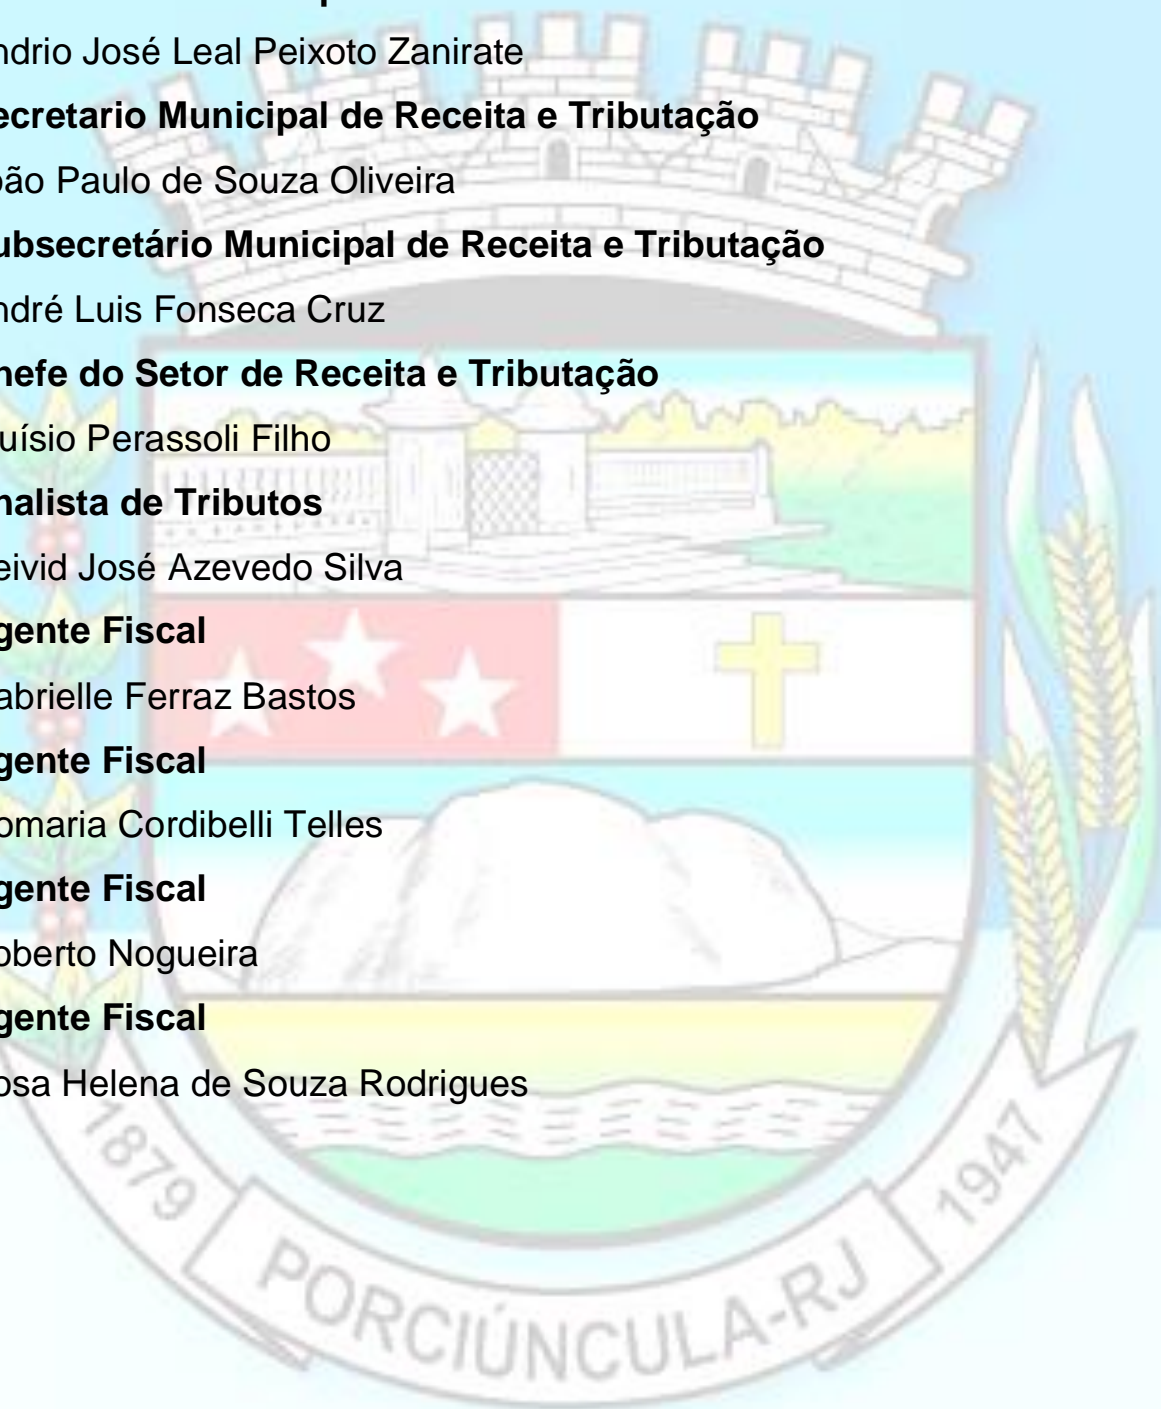 ndrio José Leal Peixoto Zanirate
ecretario Municipal de Receita e Tributação
oão Paulo de Souza Oliveira
ubsecretário Municipal de Receita e Tributação
ndré Luis Fonseca Cruz
hefe do Setor de Receita e Tributação
uísio Perassoli Filho
nalista de Tributos
eivid José Azevedo Silva
gente Fiscal
abrielle Ferraz Bastos
gente Fiscal
omaria Cordibelli Telles
gente Fiscal
oberto Nogueira
gente Fiscal
osa Helena de Souza Rodrigues
1879
PORCIÚNCULA-RJ
1947